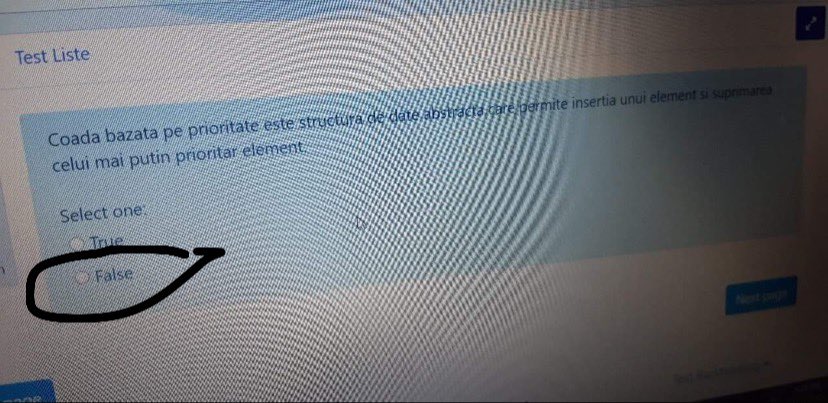 Test Liste
Coada bazata pe prioritate este structura de date abstracta care permite insertia unui element si suprimarea
celui mai putin prioritar element.
Select one:
True
False
Next page